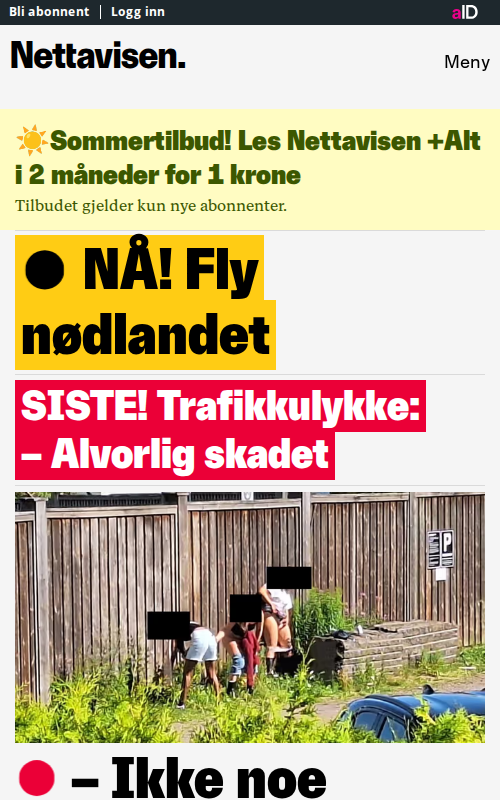 Bli abonnent
Logg inn
aID
Nettavisen.
Meny
☀️Sommertilbud! Les Nettavisen +Alt
i 2 måneder for 1 krone
Tilbudet gjelder kun nye abonnenter.
● NÅ! Fly
nødlandet
SISTE! Trafikkulykke:
– Alvorlig skadet
P
– Ikke noe